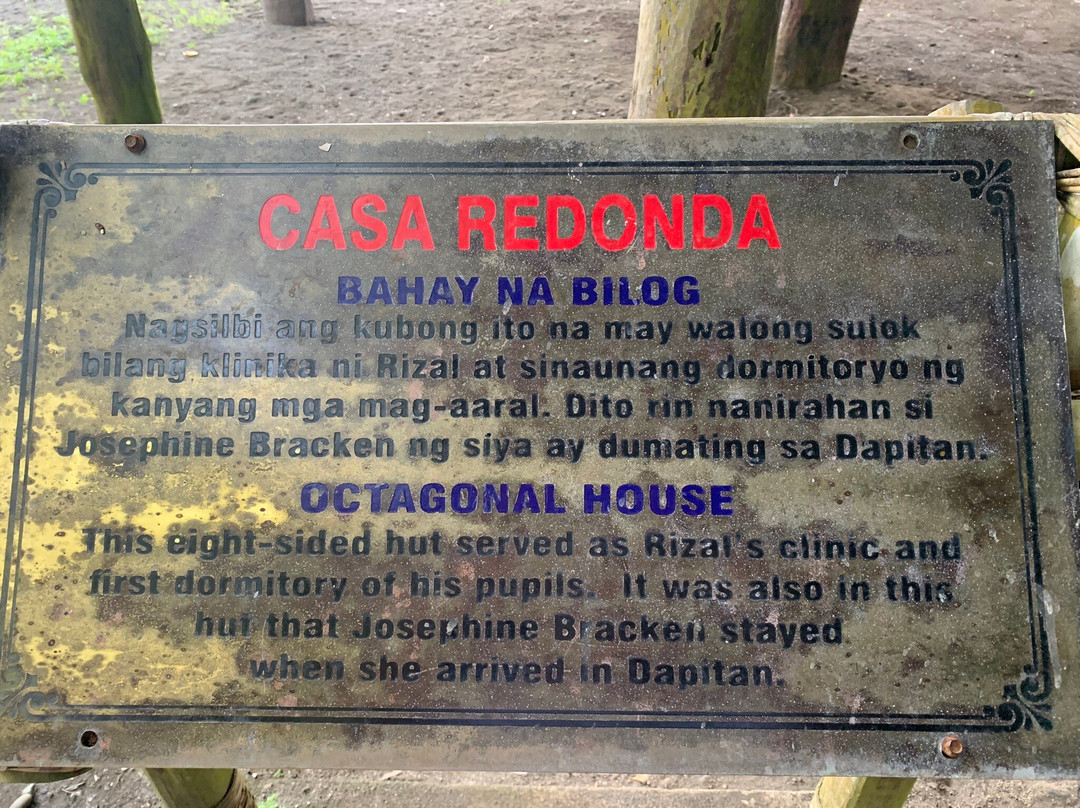 CASA REDONDA
BAHAY NA BILOG
Nagsilbi ang kubong ito na may walong sulok
bilang klinika ni Rizal at sinaunang dormitoryo ng
kanyang mga mag-aaral. Dito rin nanirahan si
Josephine Bracken ng siya ay dumating sa Dapitan.
OCTAGONAL HOUSE
This eight-sided hut served as Rizal's clinic and
first dormitory of his pupils. It was also in this
hut that Josephine Bracken stayed
when she arrived in Dapitan.